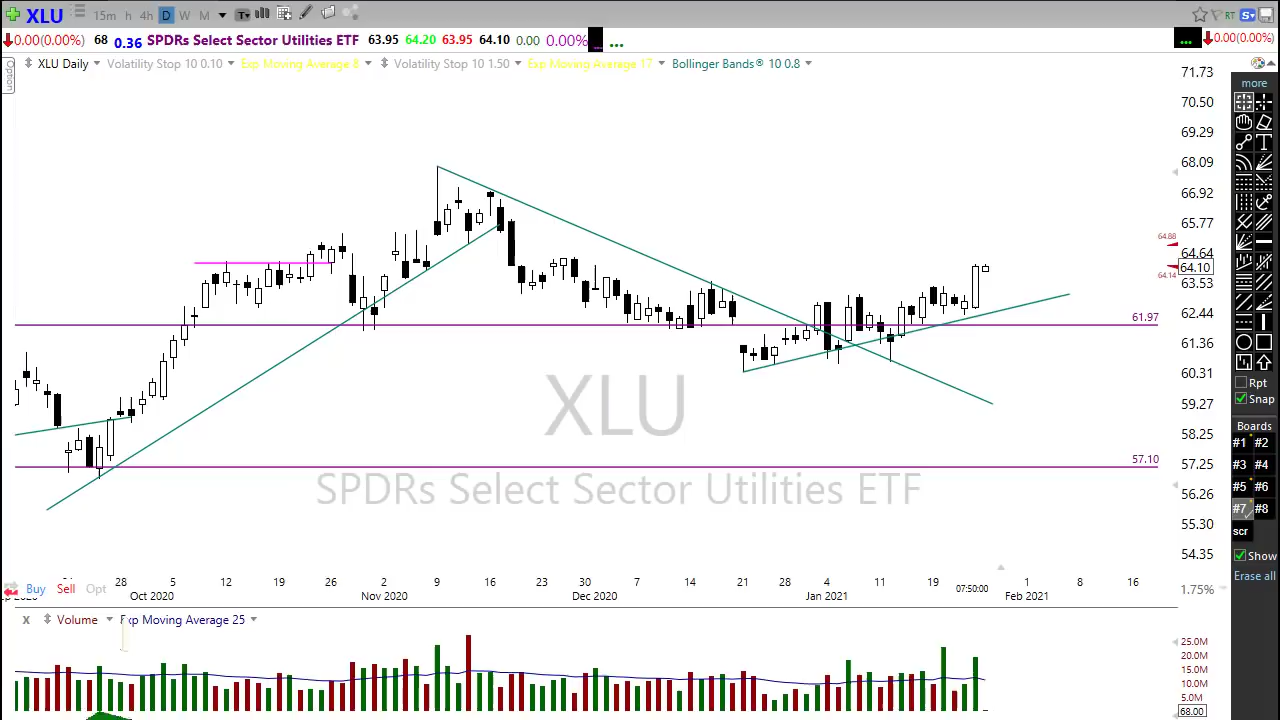 XLU 15m h 4h D W M T RT S
0.00(0.00%) 68 0.36 SPDRs Select Sector Utilities ETF 63.95 64.20 63.95 64.10 0.00 0.00% ... ... 0.00(0.00%)
Option
XLU Daily Volatility Stop 10 0.10 Exp Moving Average 8 Volatility Stop 10 1.50 Exp Moving Average 17 Bollinger Bands® 10 0.8
71.73
70.50
69.29
68.09
66.92
65.77
64.88
64.64
64.10
64.14
63.53
62.44
61.97
61.36
60.31
59.27
58.25
57.25
57.10
56.26
55.30
54.35
XLU
SPDRs Select Sector Utilities ETF
28 5 12 19 26 2 9 16 23 30 7 14 21 28 4 11 19 07:50:00 1 8 16
Buy Sell Opt 1.75%
Oct 2020 Nov 2020 Dec 2020 Jan 2021 Feb 2021
X Volume Exp Moving Average 25
25.0M
20.0M
15.0M
10.0M
5.0M
68.00
more
T
Rpt
Snap
Boards
#1 #2
#3 #4
#5 #6
#7 #8
scr
Show
Erase all